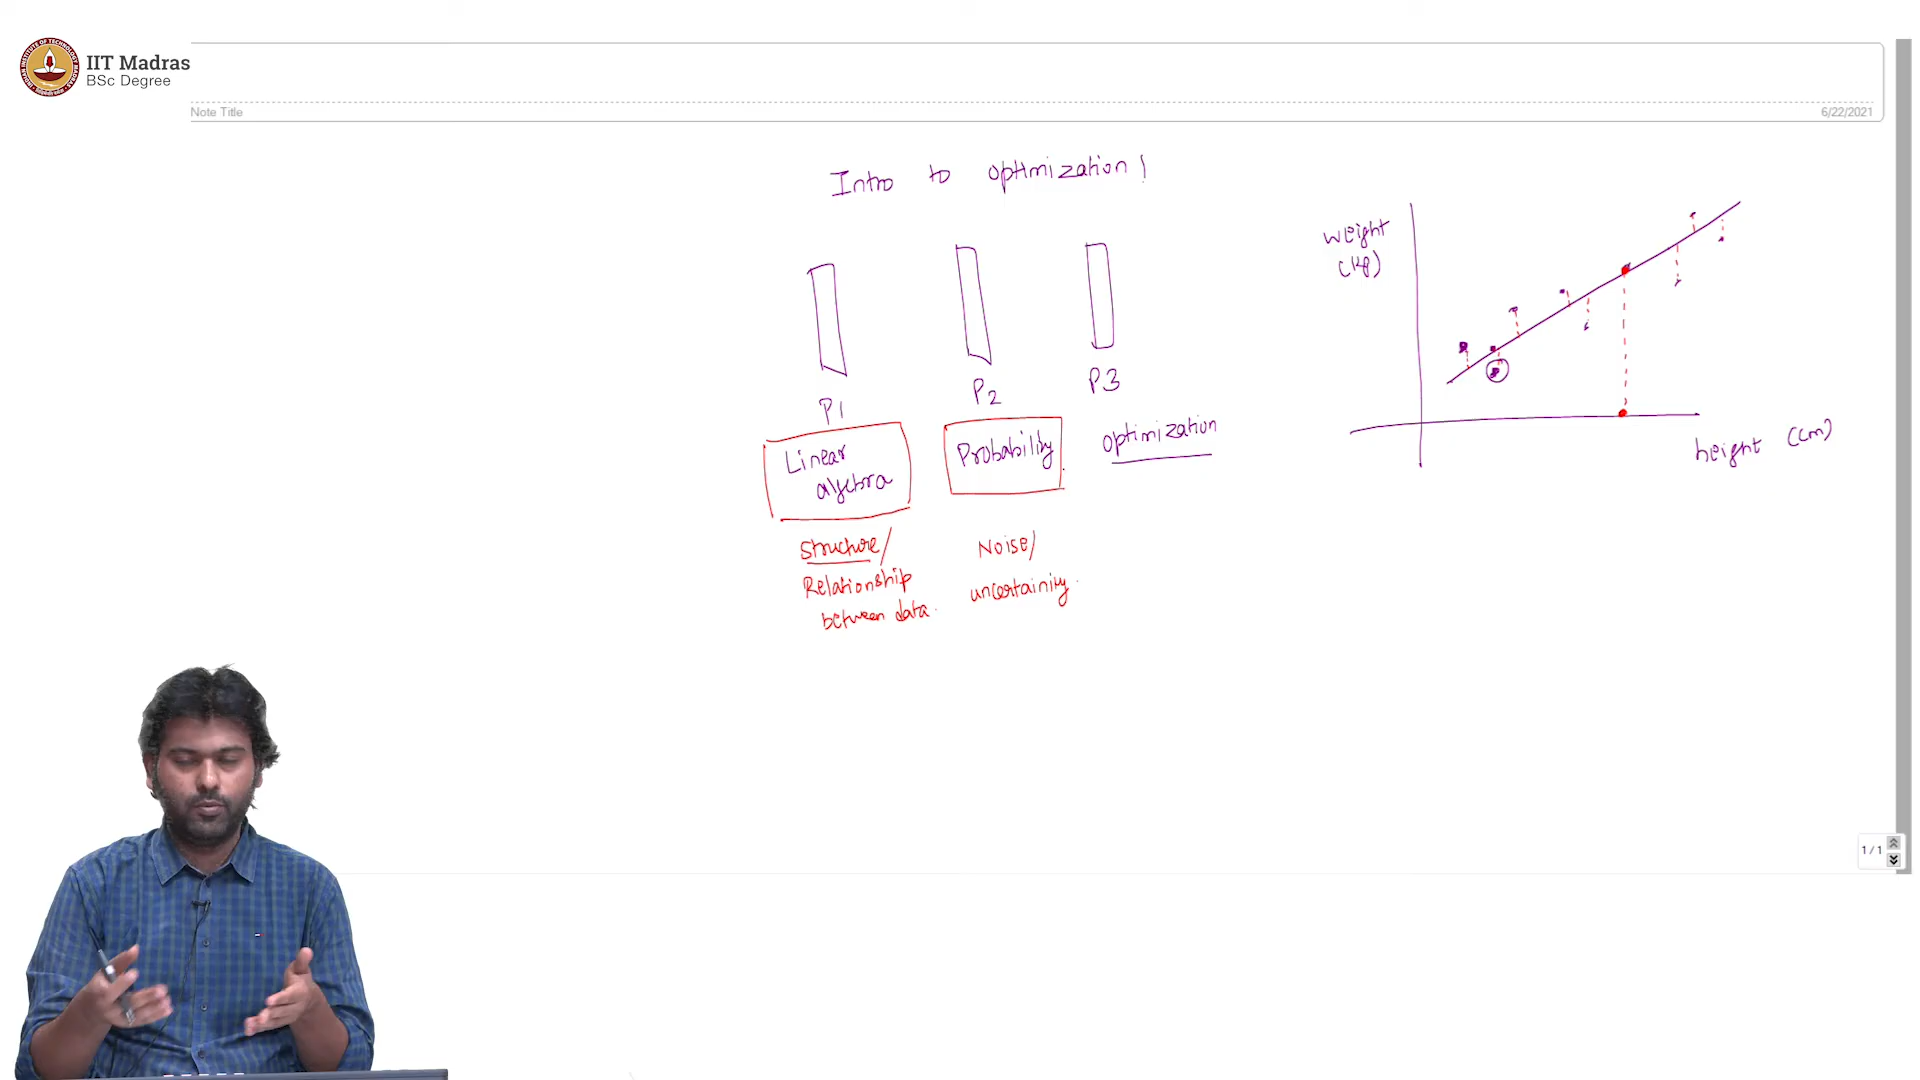 IIT Madras
BSc Degree
Note Title
6/22/2021
Intro to optimization!
P1
P2
P3
Linear
algebra
Probability
optimization
Structure/
Relationship
between data.
Noise/
uncertainity
weight
(kg)
height (cm)
1 / 1